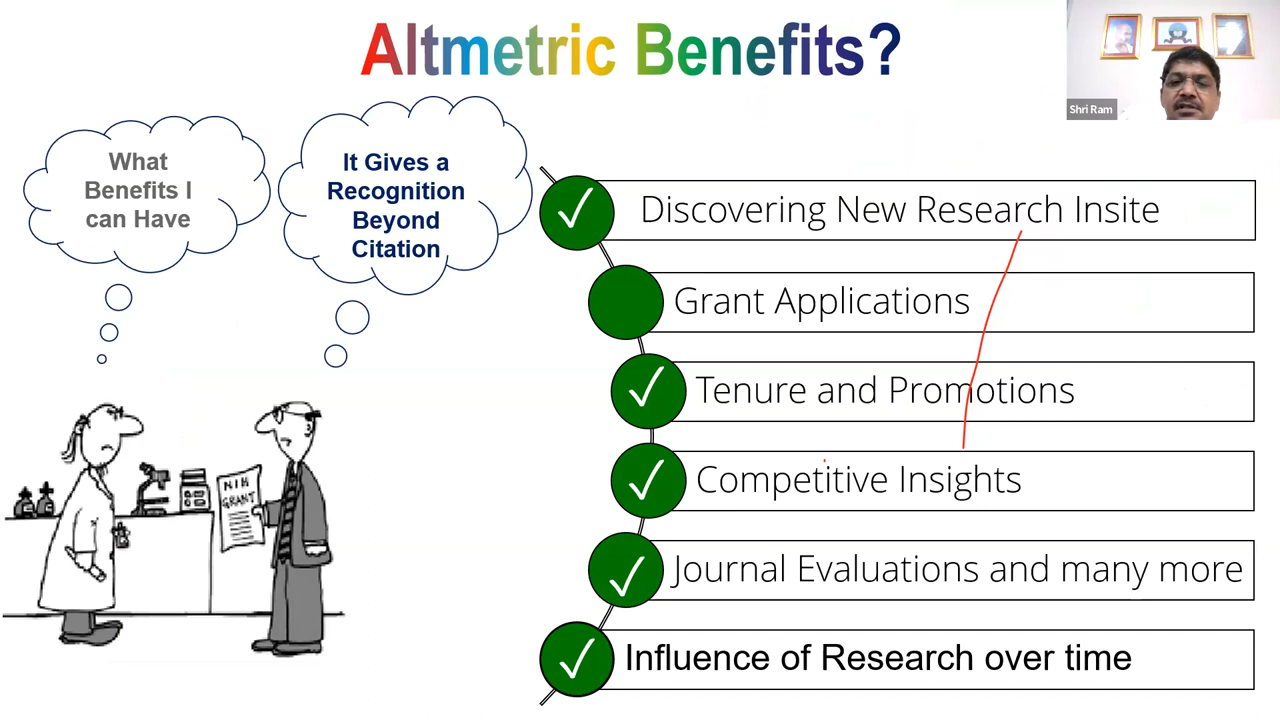 Altmetric Benefits?
Shri Ram
What
Benefits I
can Have
It Gives a
Recognition
Beyond
Citation
Discovering New Research Insite
Grant Applications
Tenure and Promotions
Competitive Insights
Journal Evaluations and many more
Influence of Research over time
NIH
GRANT